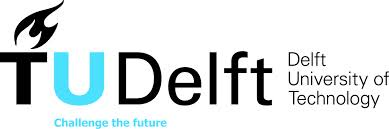 TUDelft
Delft
University of
Technology
Challenge the future